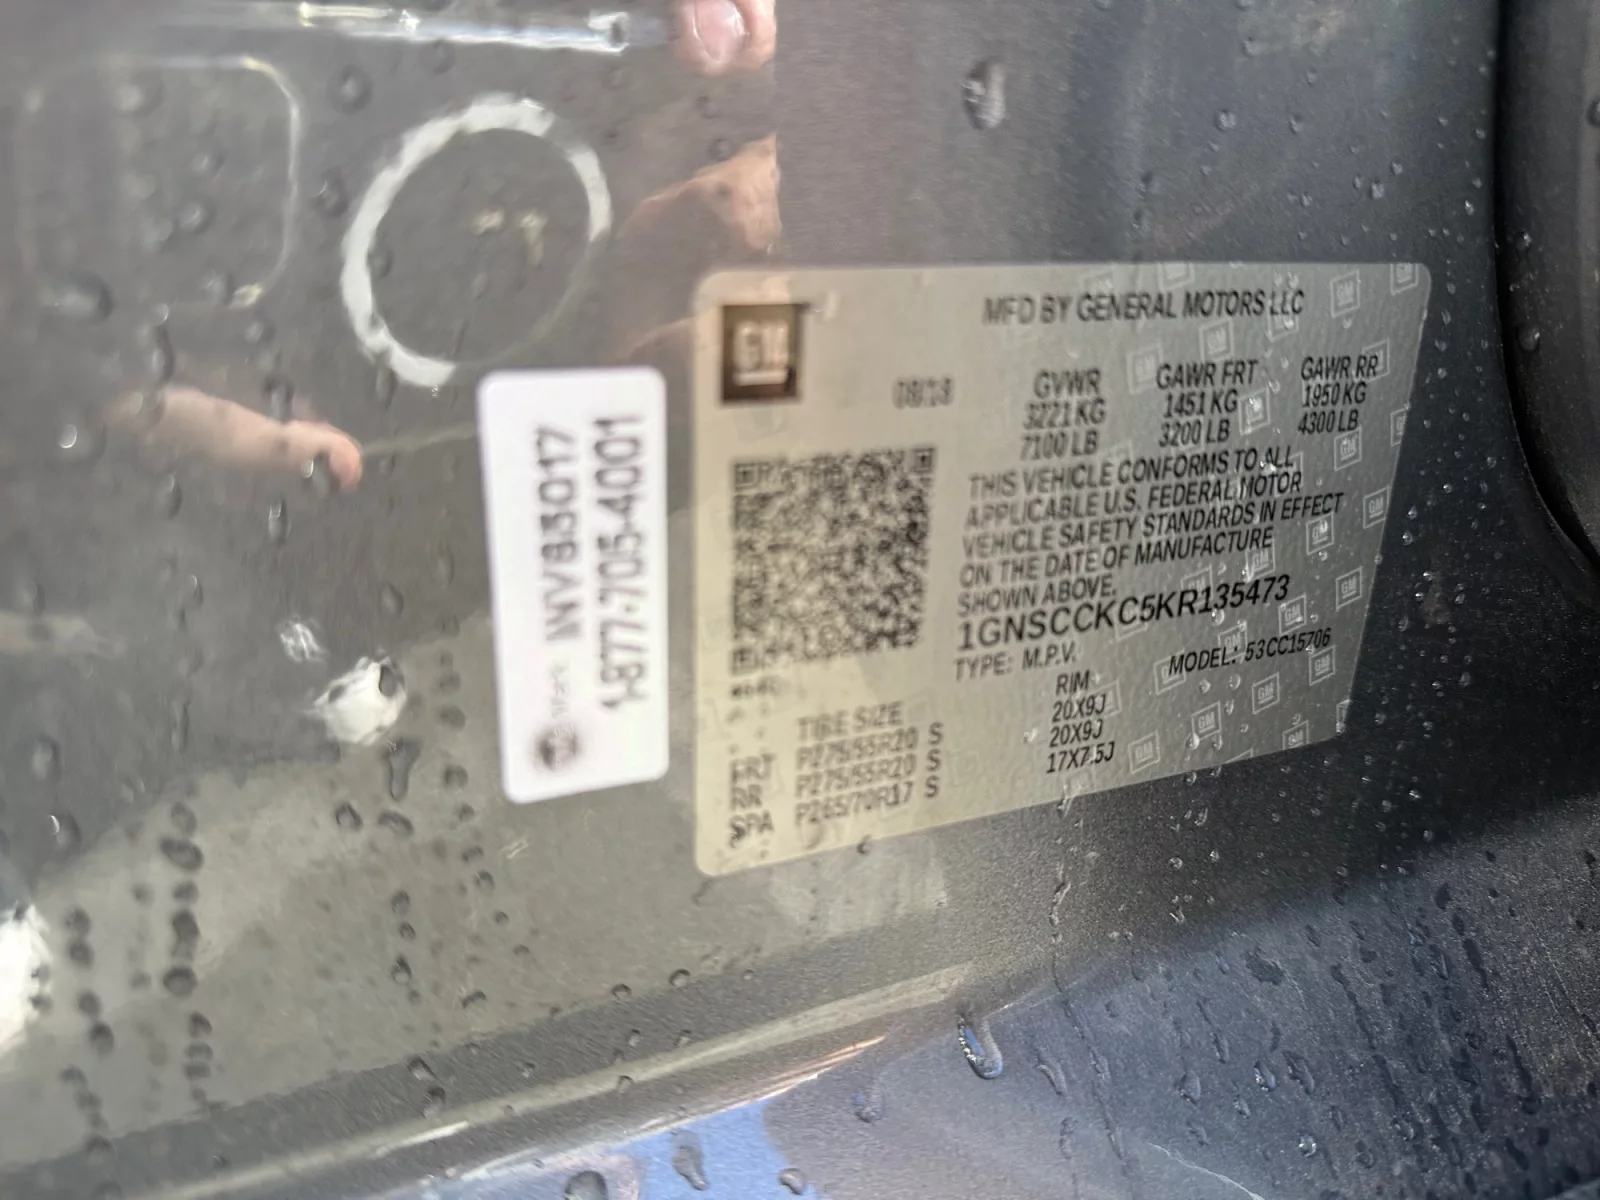 GM
MFD BY GENERAL MOTORS LLC
08/18
GVWR GAWR FRT GAWR RR
3221 KG 1451 KG 1950 KG
7100 LB 3200 LB 4300 LB
THIS VEHICLE CONFORMS TO ALL
APPLICABLE U.S. FEDERAL MOTOR
VEHICLE SAFETY STANDARDS IN EFFECT
ON THE DATE OF MANUFACTURE
SHOWN ABOVE.
1GNSCCKC5KR135473
TYPE: M.P.V. MODEL: 53CC15706
TIRE SIZE RIM
FRT P275/55R20 S 20X9J
RR P275/55R20 S 20X9J
SPA P265/70R17 S 17X7.5J
INV83017
1-877-705-4001